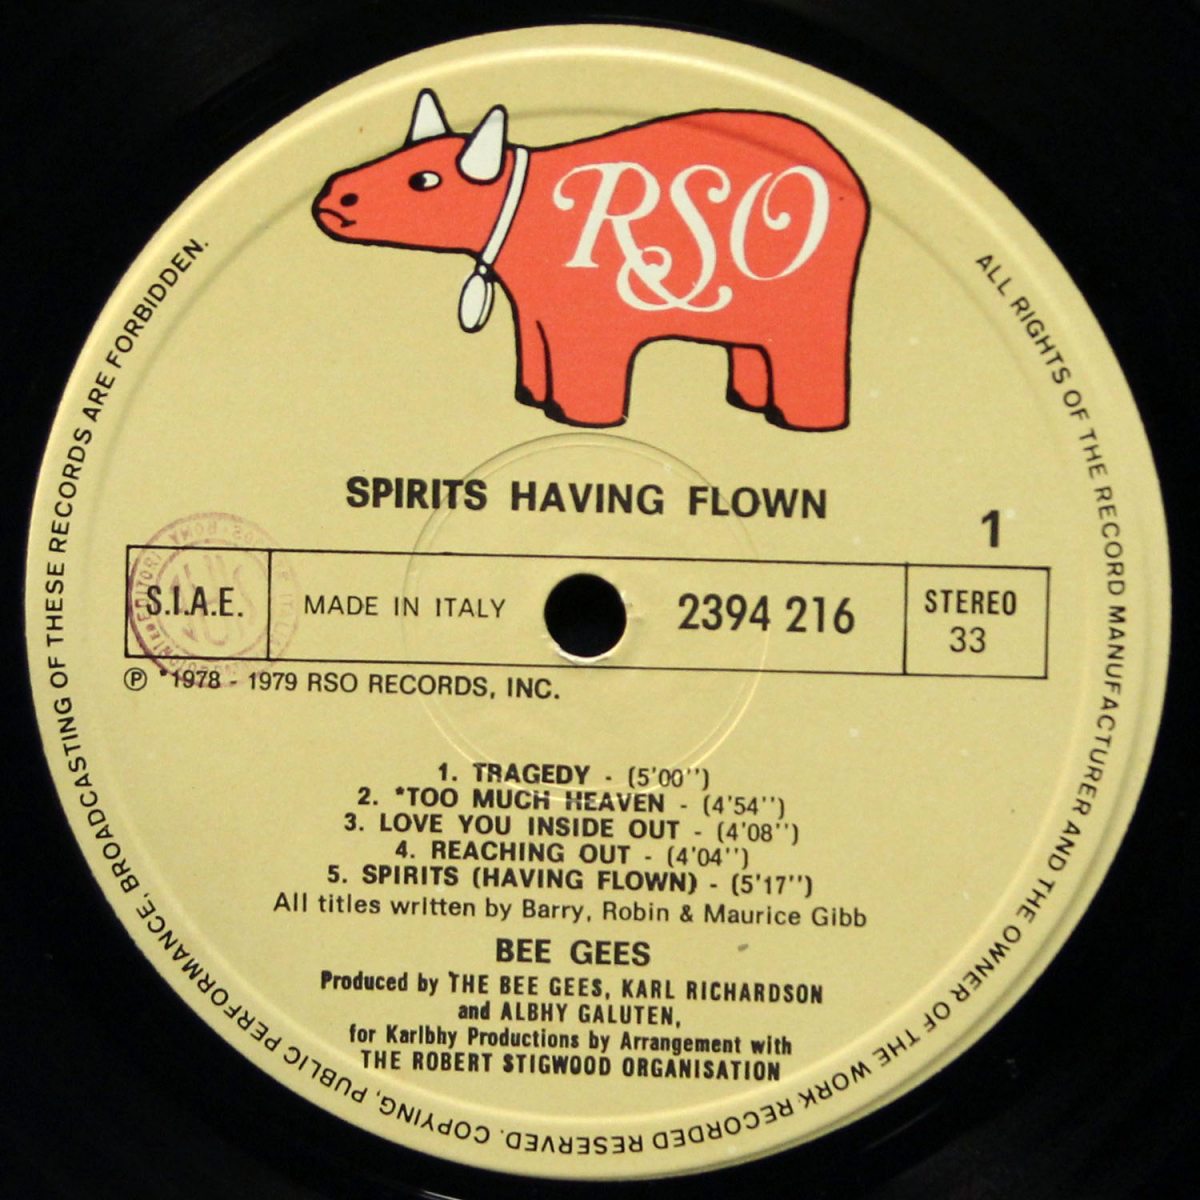 RSO
SPIRITS HAVING FLOWN
1
S.I.A.E.
MADE IN ITALY
2394 216
STEREO
33
℗ *1978 - 1979 RSO RECORDS, INC.
1. TRAGEDY - (5'00'')
2. *TOO MUCH HEAVEN - (4'54'')
3. LOVE YOU INSIDE OUT - (4'08'')
4. REACHING OUT - (4'04'')
5. SPIRITS (HAVING FLOWN) - (5'17'')
All titles written by Barry, Robin & Maurice Gibb
BEE GEES
Produced by THE BEE GEES, KARL RICHARDSON
and ALBHY GALUTEN,
for Karlbhy Productions by Arrangement with
THE ROBERT STIGWOOD ORGANISATION
ALL RIGHTS OF THE RECORD MANUFACTURER AND THE OWNER OF THE WORK RECORDED RESERVED. COPYING, PUBLIC PERFORMANCE, BROADCASTING OF THESE RECORDS ARE FORBIDDEN.